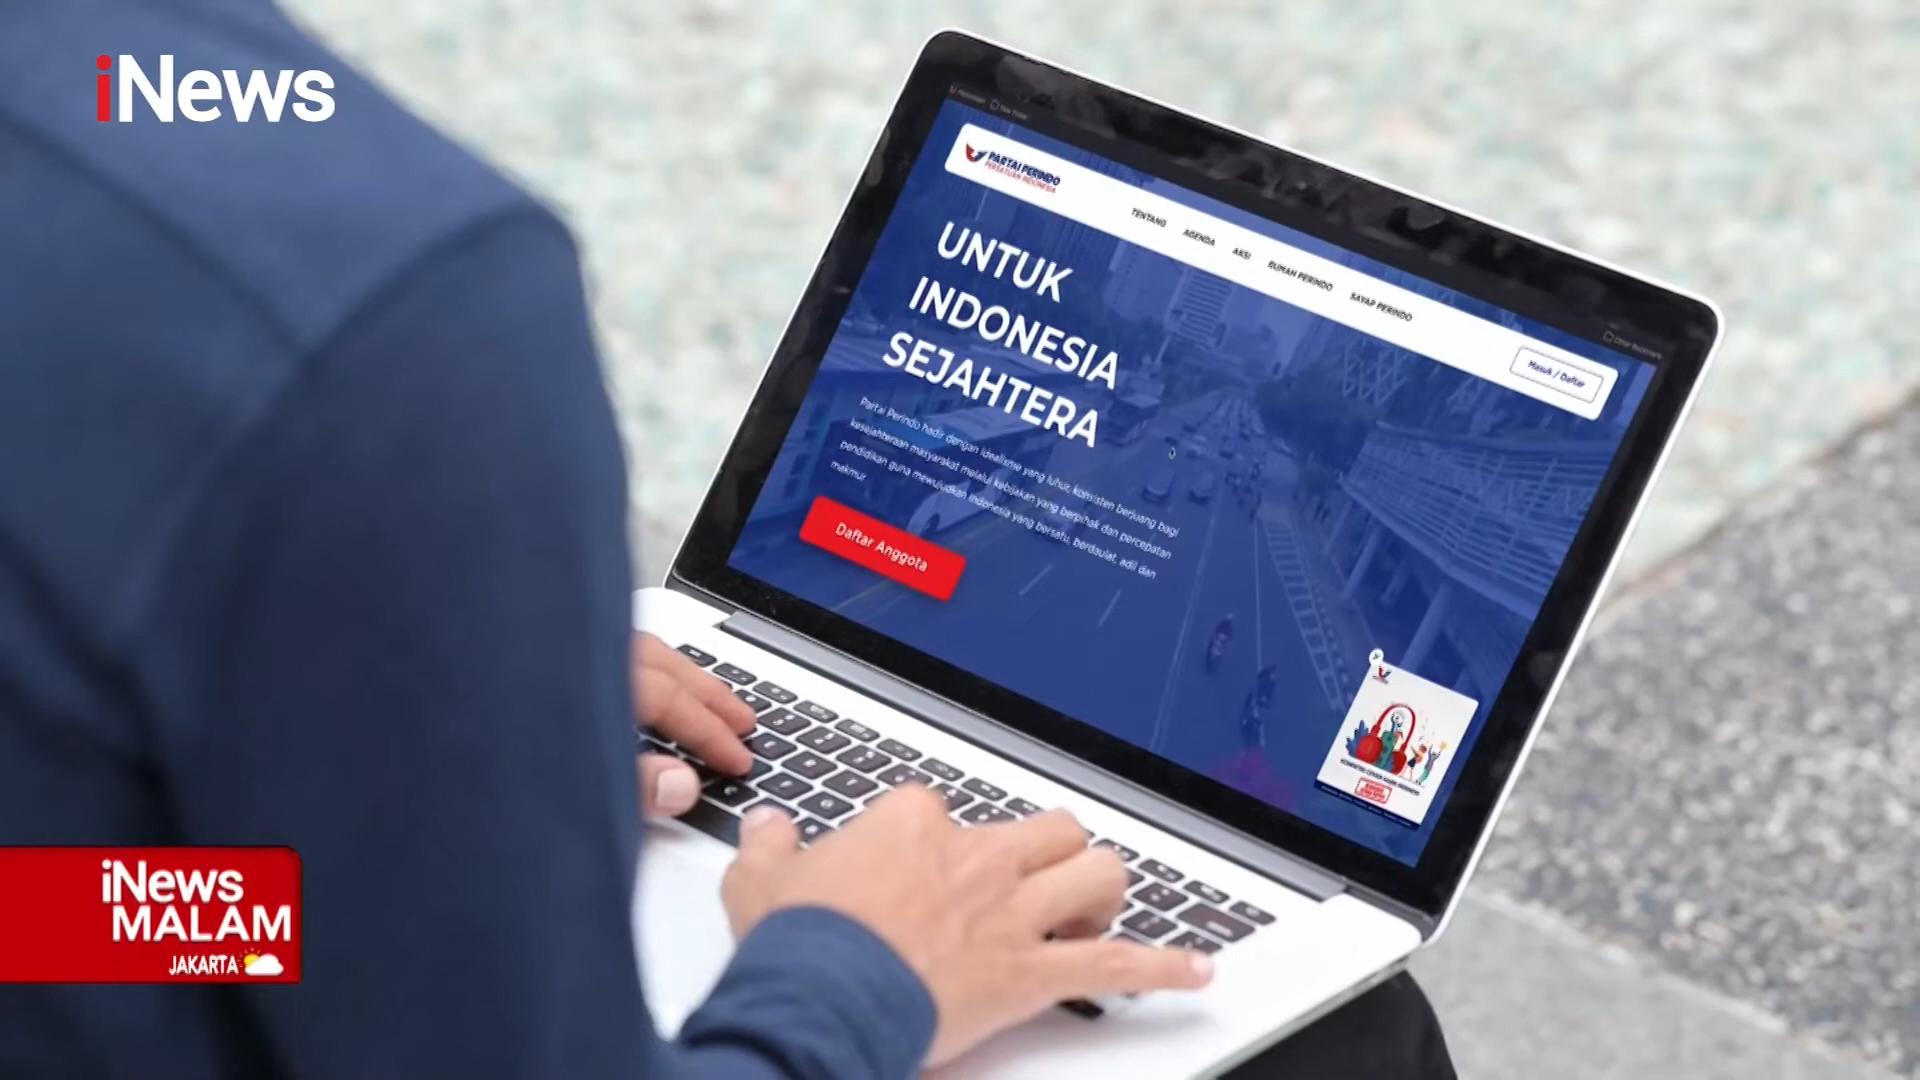 iNews
PARTAI PERINDO
PERSATUAN INDONESIA
TENTANG
AGENDA
AKSI
RUMAH PERINDO
SAYAP PERINDO
Masuk / Daftar
UNTUK
INDONESIA
SEJAHTERA
Partai Perindo hadir dengan idealisme yang luhur, konsisten berjuang bagi
kesejahteraan masyarakat melalui kebijakan yang berpihak dan percepatan
pendidikan guna mewujudkan Indonesia yang bersatu, berdaulat, adil dan
makmur
Daftar Anggota
iNews
MALAM
JAKARTA